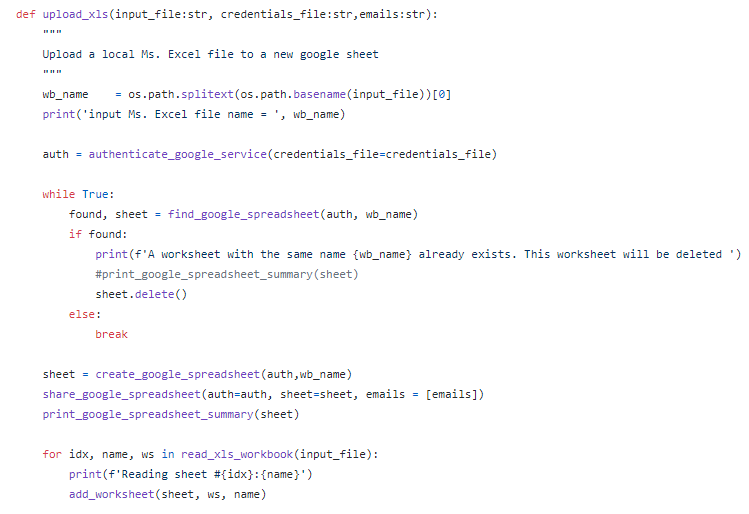 def upload_xls(input_file:str, credentials_file:str,emails:str):
    """
    Upload a local Ms. Excel file to a new google sheet
    """
    wb_name    = os.path.splitext(os.path.basename(input_file))[0]
    print('input Ms. Excel file name = ', wb_name)

    auth = authenticate_google_service(credentials_file=credentials_file)

    while True:
        found, sheet = find_google_spreadsheet(auth, wb_name)
        if found:
            print(f'A worksheet with the same name {wb_name} already exists. This worksheet will be deleted ')
            #print_google_spreadsheet_summary(sheet)
            sheet.delete()
        else:
            break

    sheet = create_google_spreadsheet(auth,wb_name)
    share_google_spreadsheet(auth=auth, sheet=sheet, emails = [emails])
    print_google_spreadsheet_summary(sheet)

    for idx, name, ws in read_xls_workbook(input_file):
        print(f'Reading sheet #{idx}:{name}')
        add_worksheet(sheet, ws, name)